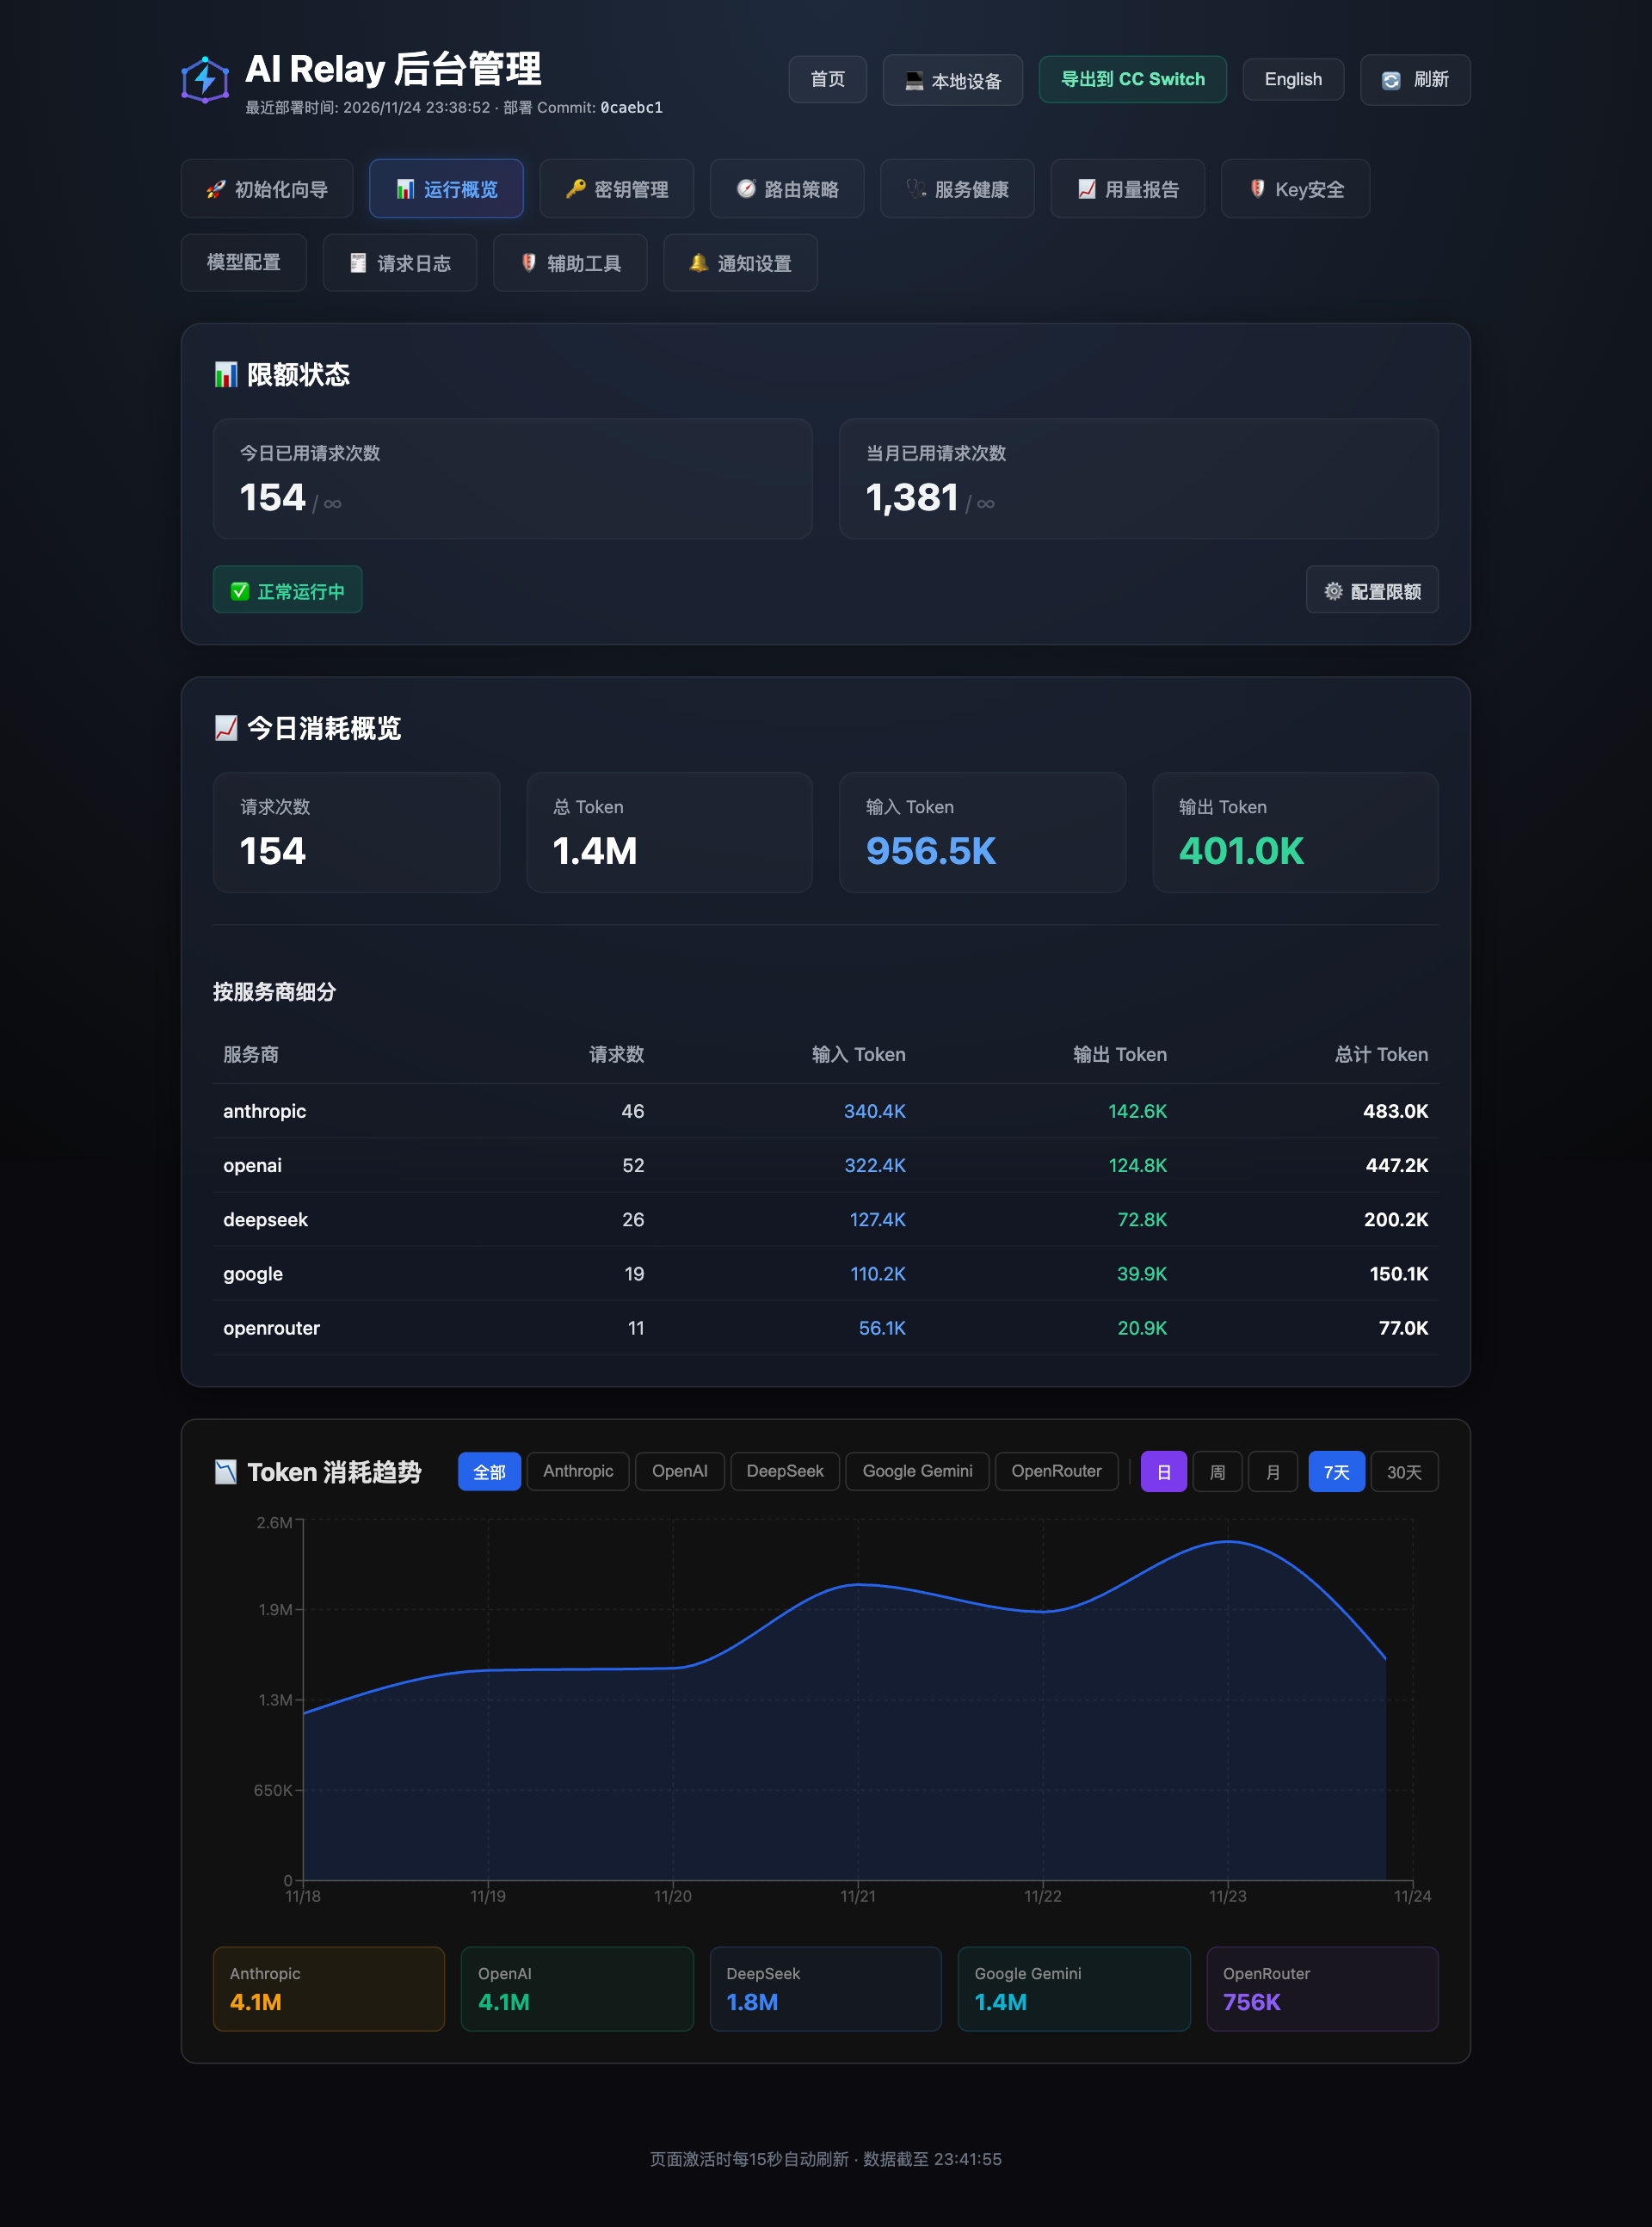 AI Relay 后台管理
最近部署时间: 2026/11/24 23:38:52 · 部署 Commit: 0caebc1
首页
本地设备
导出到 CC Switch
English
刷新
初始化向导
运行概览
密钥管理
路由策略
服务健康
用量报告
Key安全
模型配置
请求日志
辅助工具
通知设置
限额状态
今日已用请求次数
154 / ∞
当月已用请求次数
1,381 / ∞
正常运行中
配置限额
今日消耗概览
请求次数
154
总 Token
1.4M
输入 Token
956.5K
输出 Token
401.0K
按服务商细分
服务商 请求数 输入 Token 输出 Token 总计 Token
anthropic 46 340.4K 142.6K 483.0K
openai 52 322.4K 124.8K 447.2K
deepseek 26 127.4K 72.8K 200.2K
google 19 110.2K 39.9K 150.1K
openrouter 11 56.1K 20.9K 77.0K
Token 消耗趋势
全部
Anthropic
OpenAI
DeepSeek
Google Gemini
OpenRouter
日
周
月
7天
30天
2.6M
1.9M
1.3M
650K
0
11/18 11/19 11/20 11/21 11/22 11/23 11/24
Anthropic
4.1M
OpenAI
4.1M
DeepSeek
1.8M
Google Gemini
1.4M
OpenRouter
756K
页面激活时每15秒自动刷新 · 数据截至 23:41:55